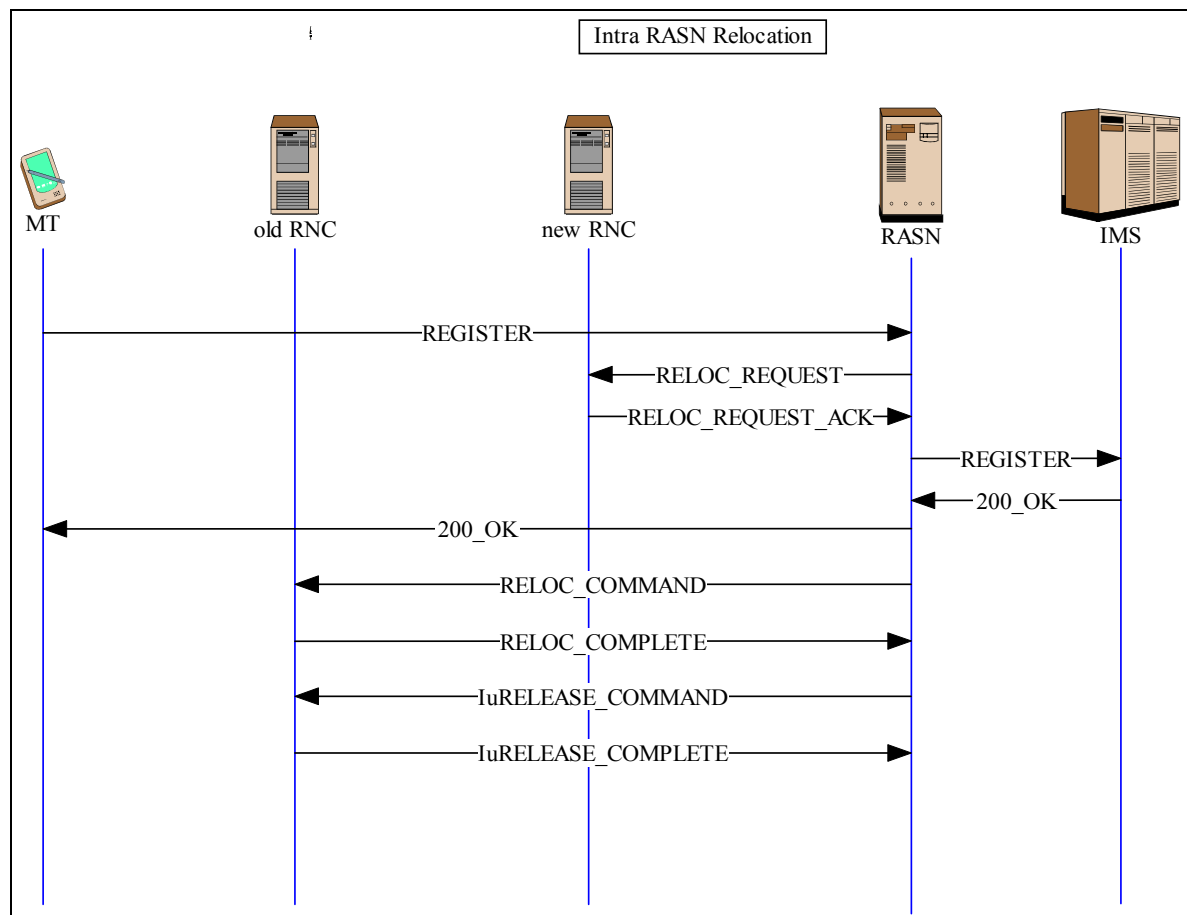 Intra RASN Relocation
MT
old RNC
new RNC
RASN
IMS
REGISTER
RELOC_REQUEST
RELOC_REQUEST_ACK
REGISTER
200_OK
200_OK
RELOC_COMMAND
RELOC_COMPLETE
IuRELEASE_COMMAND
IuRELEASE_COMPLETE